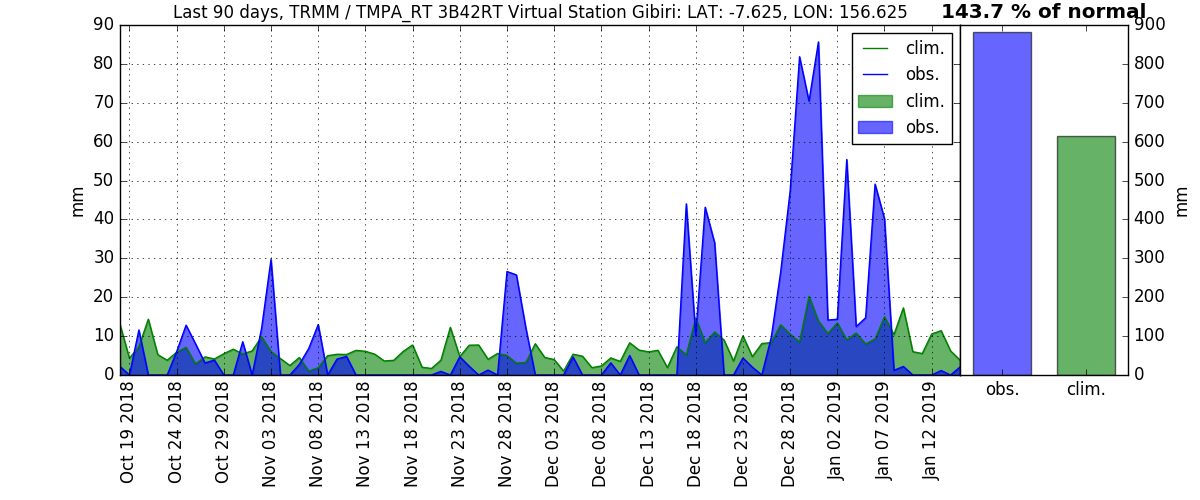 Last 90 days, TRMM / TMPA_RT 3B42RT Virtual Station Gibiri: LAT: -7.625, LON: 156.625
143.7 % of normal
90
80
70
60
50
40
30
20
10
0
mm
clim.
obs.
clim.
obs.
Oct 19 2018
Oct 24 2018
Oct 29 2018
Nov 03 2018
Nov 08 2018
Nov 13 2018
Nov 18 2018
Nov 23 2018
Nov 28 2018
Dec 03 2018
Dec 08 2018
Dec 13 2018
Dec 18 2018
Dec 23 2018
Dec 28 2018
Jan 02 2019
Jan 07 2019
Jan 12 2019
900
800
700
600
500
400
300
200
100
0
mm
obs. clim.